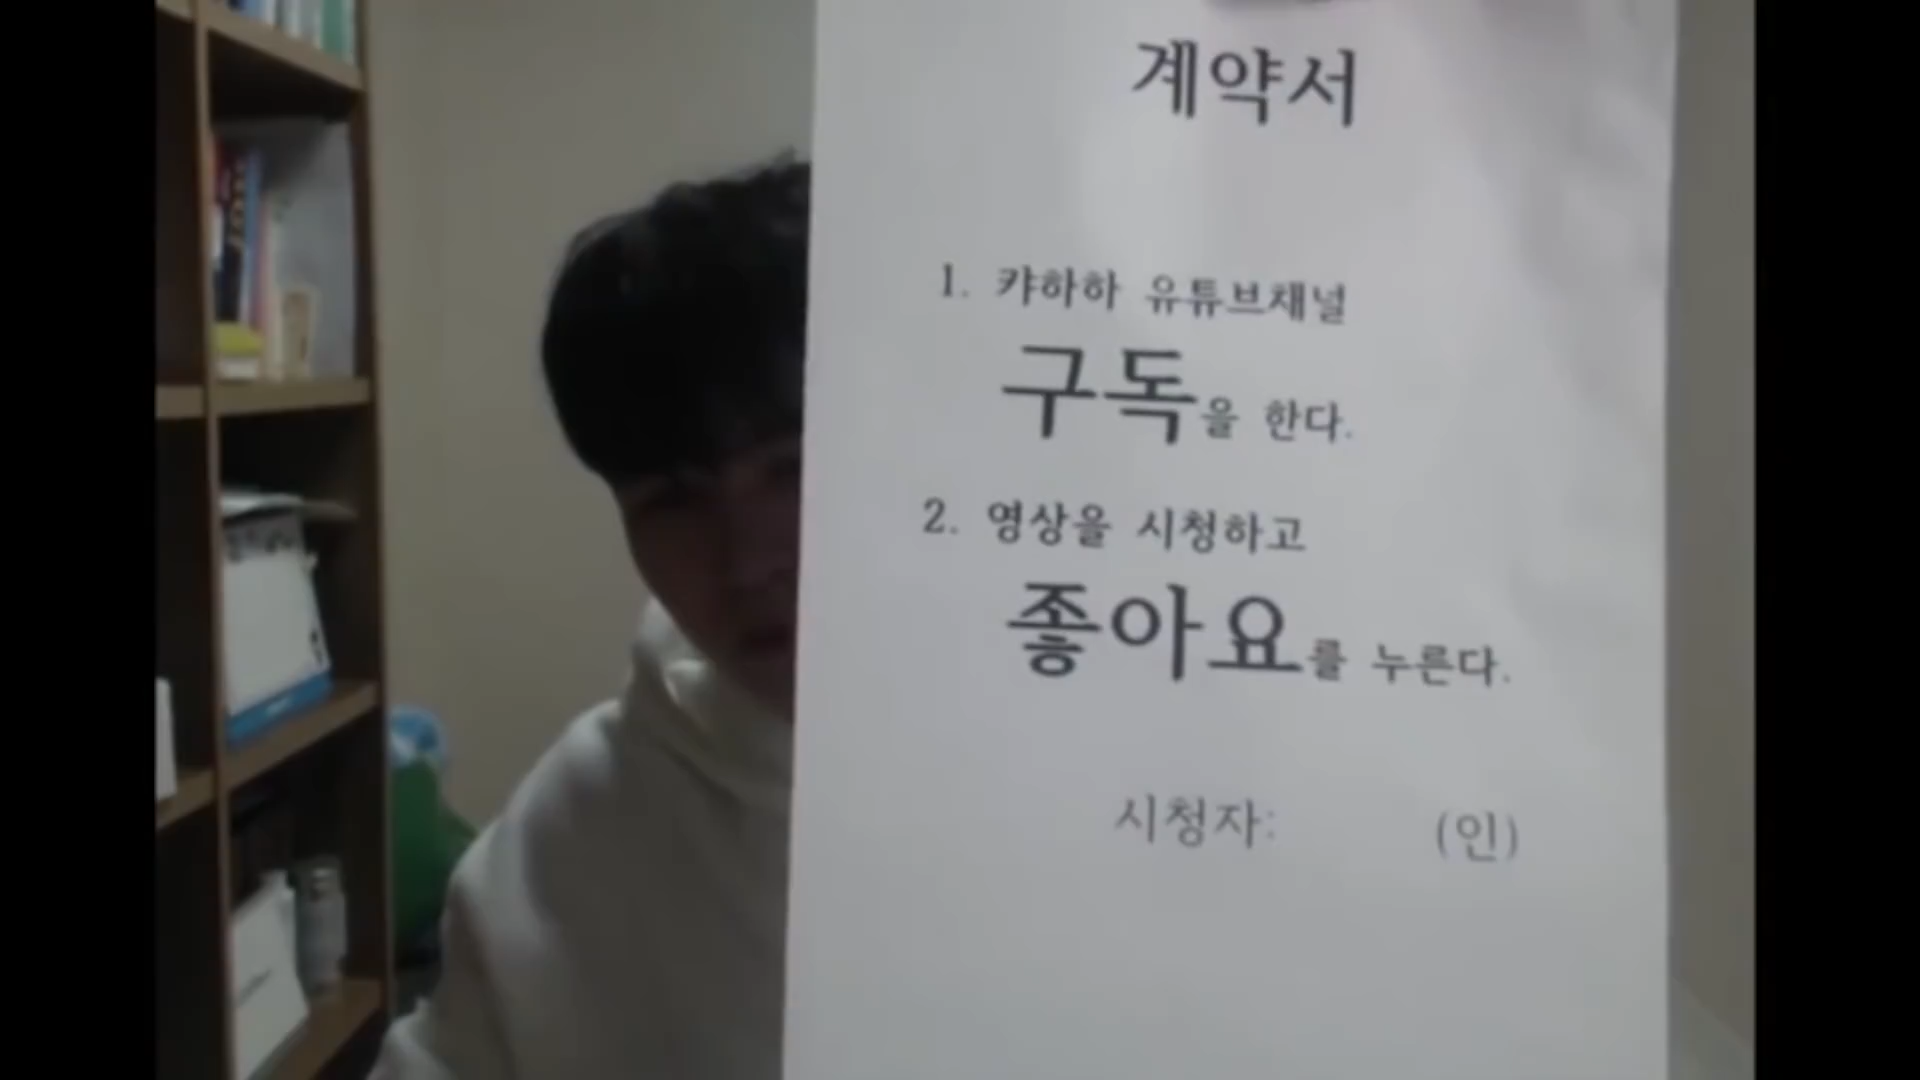 계약서
1. 캬하하 유튜브채널
구독을 한다.
2. 영상을 시청하고
좋아요를 누른다.
시청자: (인)